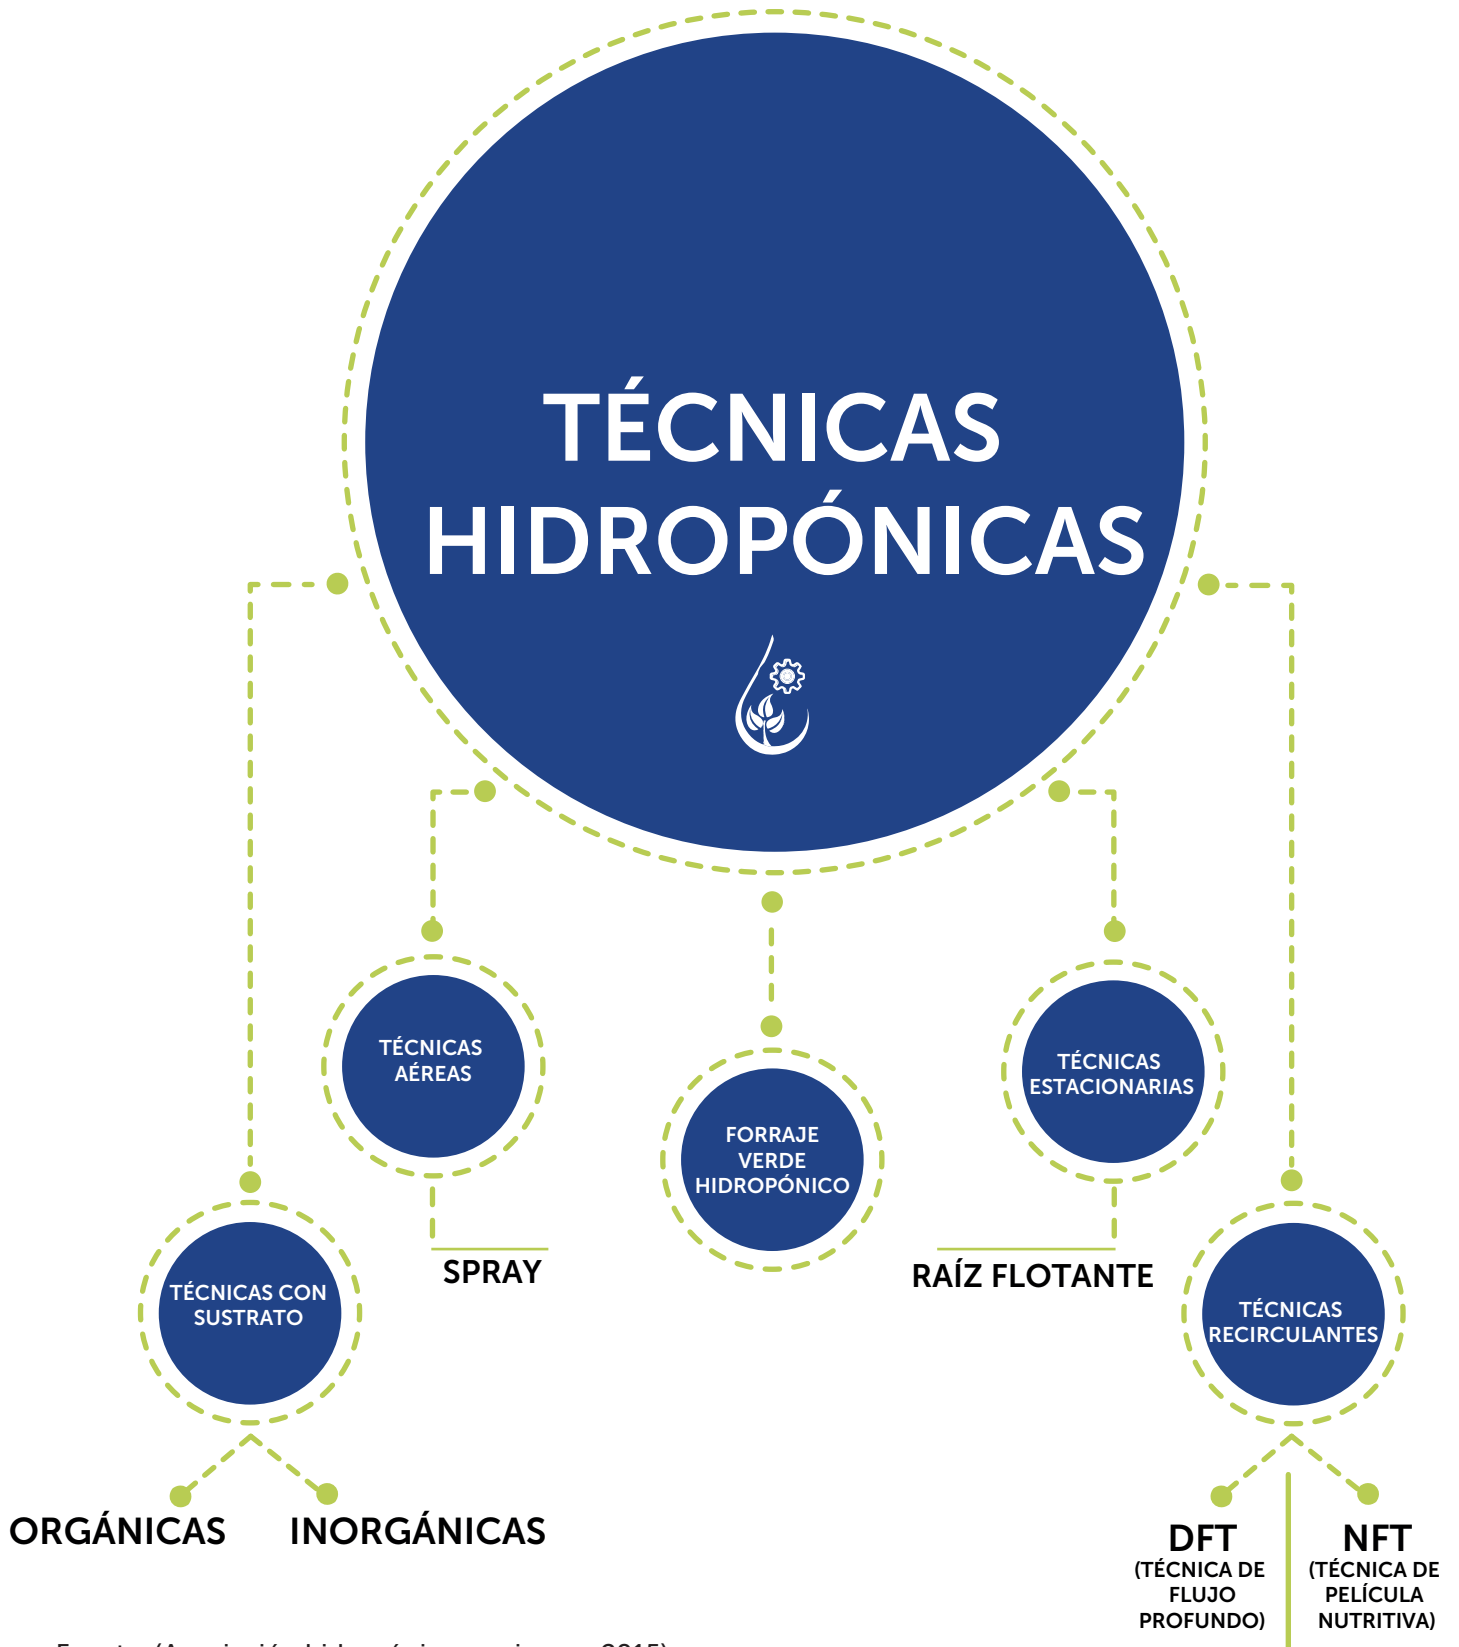 TÉCNICAS
HIDROPÓNICAS
TÉCNICAS
AÉREAS
SPRAY
FORRAJE
VERDE
HIDROPÓNICO
TÉCNICAS
ESTACIONARIAS
RAÍZ FLOTANTE
TÉCNICAS CON
SUSTRATO
ORGÁNICAS
INORGÁNICAS
TÉCNICAS
RECIRCULANTES
DFT
(TÉCNICA DE
FLUJO
PROFUNDO)
NFT
(TÉCNICA DE
PELÍCULA
NUTRITIVA)